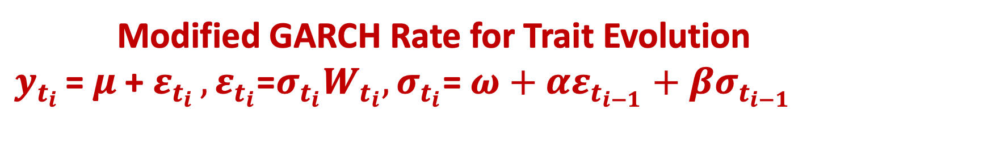 Modified GARCH Rate for Trait Evolution
𝒚_{t_i} = 𝝁 + 𝜺_{t_i} , 𝜺_{t_i}=𝝈_{t_i}𝑾_{t_i}, 𝝈_{t_i}= 𝝎 + 𝜶𝜺_{t_{i−1}} + 𝜷𝝈_{t_{i−1}}